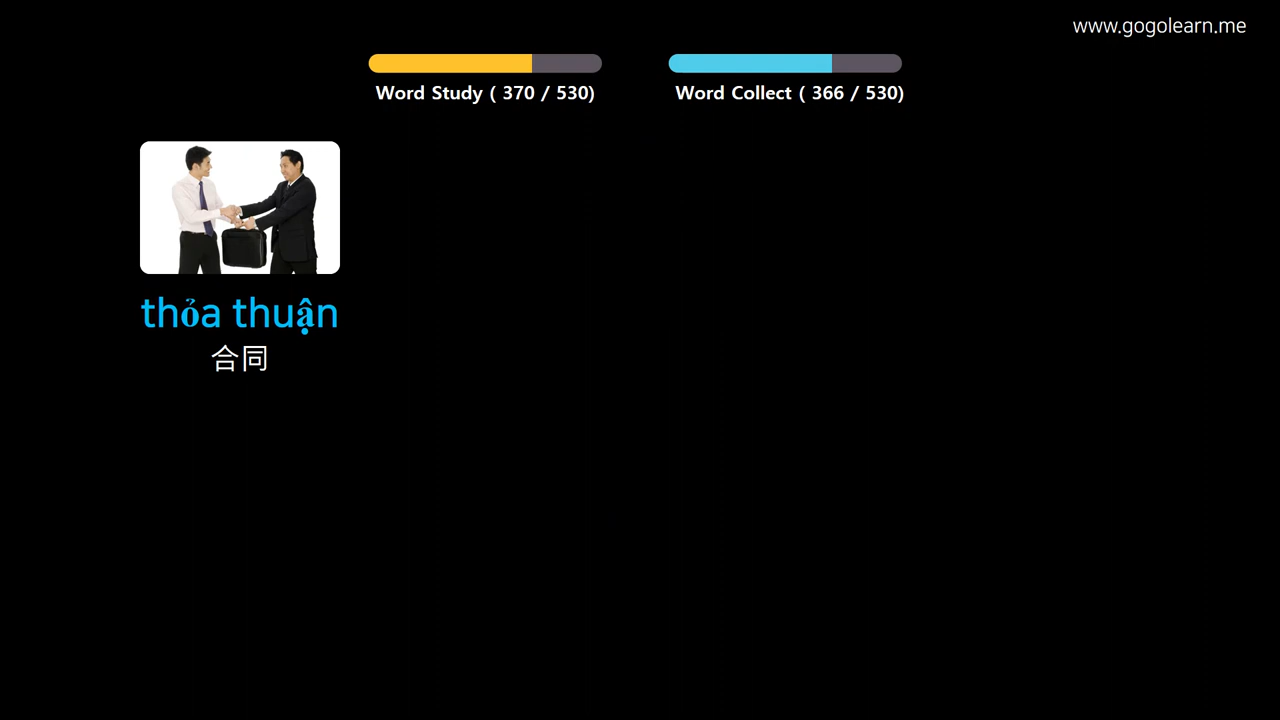 www.gogolearn.me
Word Study ( 370 / 530)
Word Collect ( 366 / 530)
thỏa thuận
合同